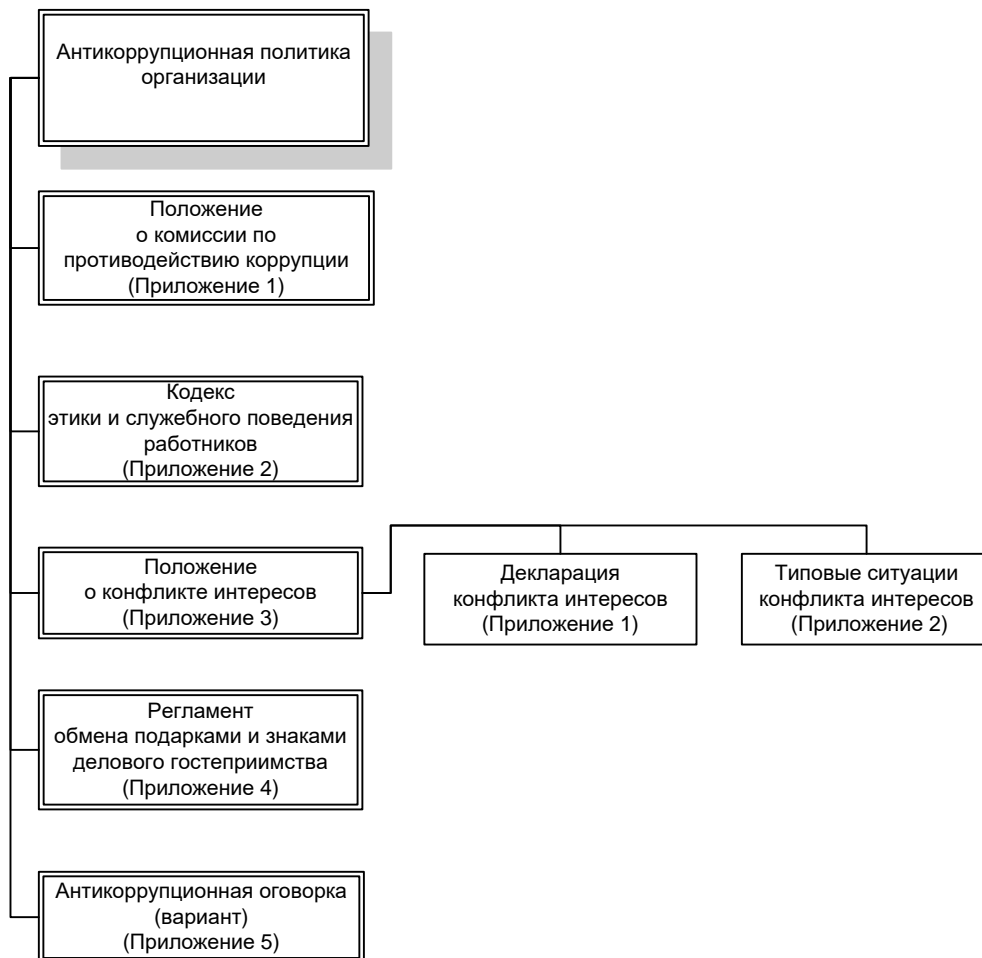 Антикоррупционная политика
организации
Положение
о комиссии по
противодействию коррупции
(Приложение 1)
Кодекс
этики и служебного поведения
работников
(Приложение 2)
Положение
о конфликте интересов
(Приложение 3)
Декларация
конфликта интересов
(Приложение 1)
Типовые ситуации
конфликта интересов
(Приложение 2)
Регламент
обмена подарками и знаками
делового гостеприимства
(Приложение 4)
Антикоррупционная оговорка
(вариант)
(Приложение 5)